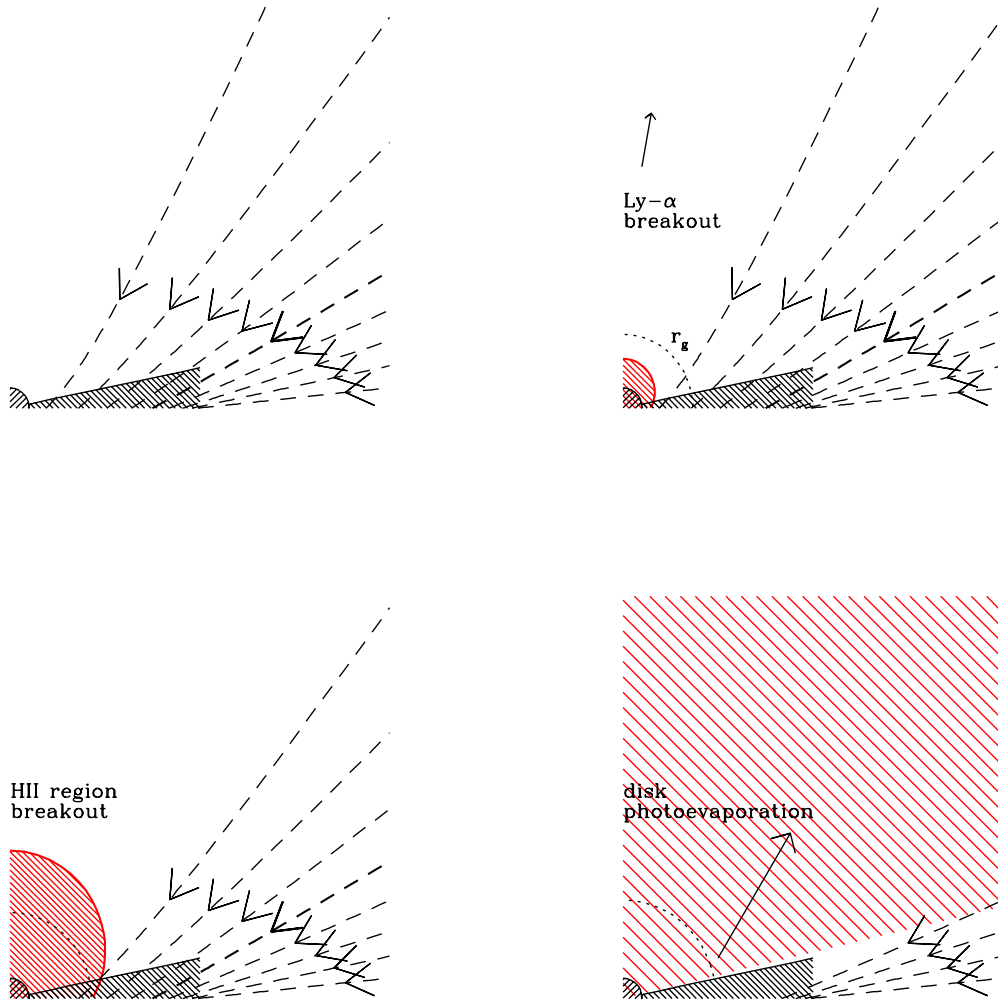 Ly−α
breakout
r_g
HII region
breakout
disk
photoevaporation